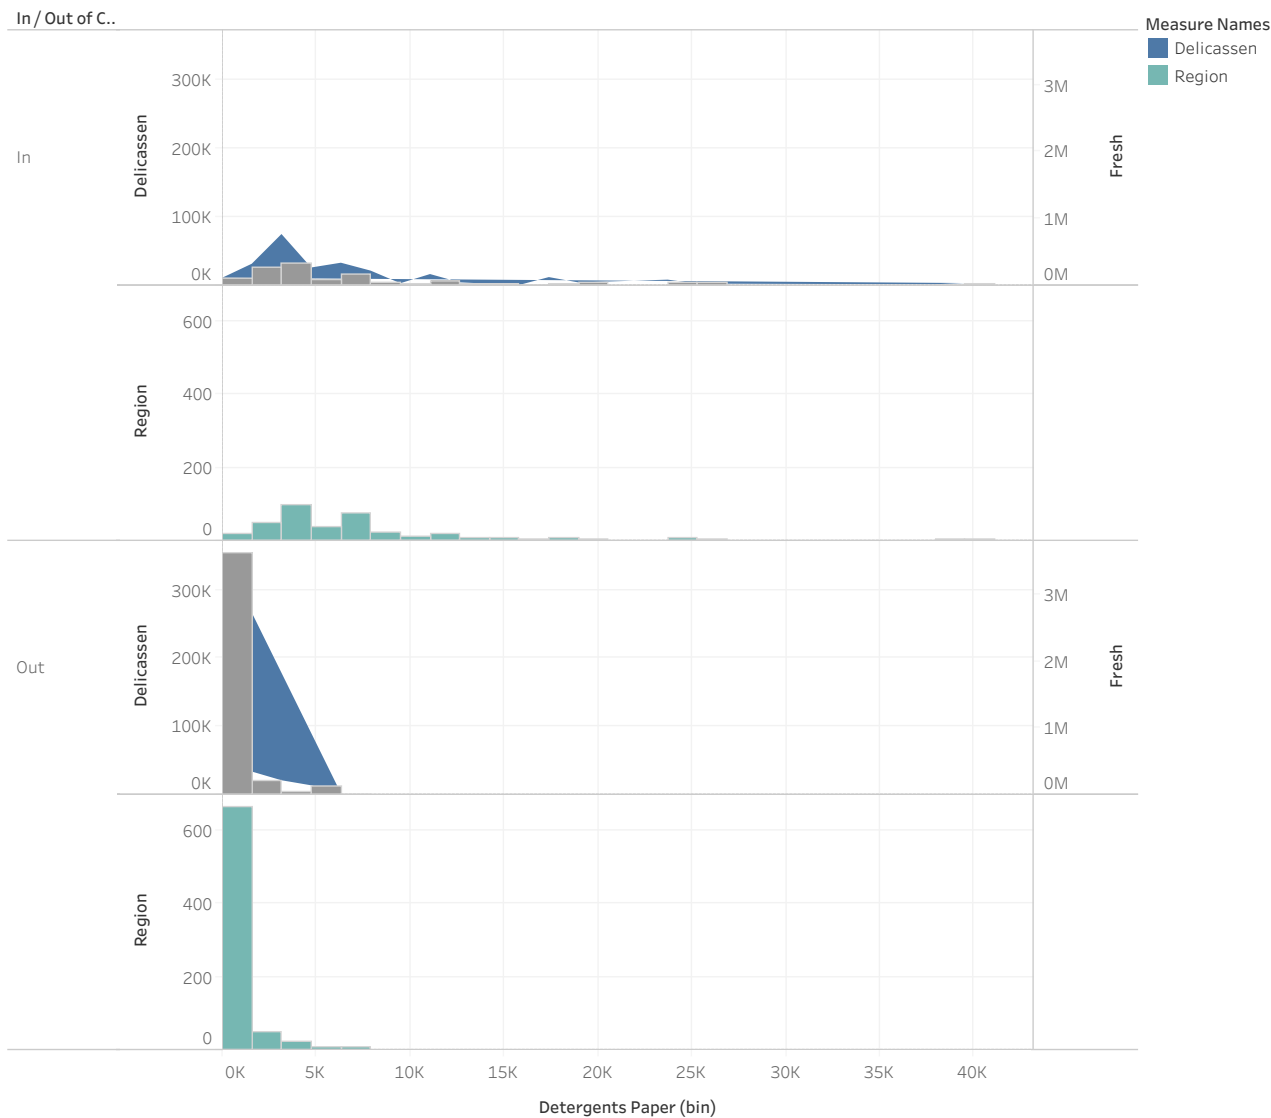 In / Out of C..
Measure Names
Delicassen
Region
In
Delicassen
300K
200K
100K
0K
3M
2M
1M
0M
Fresh
Region
600
400
200
0
Out
Delicassen
300K
200K
100K
0K
3M
2M
1M
0M
Fresh
Region
600
400
200
0
0K 5K 10K 15K 20K 25K 30K 35K 40K
Detergents Paper (bin)